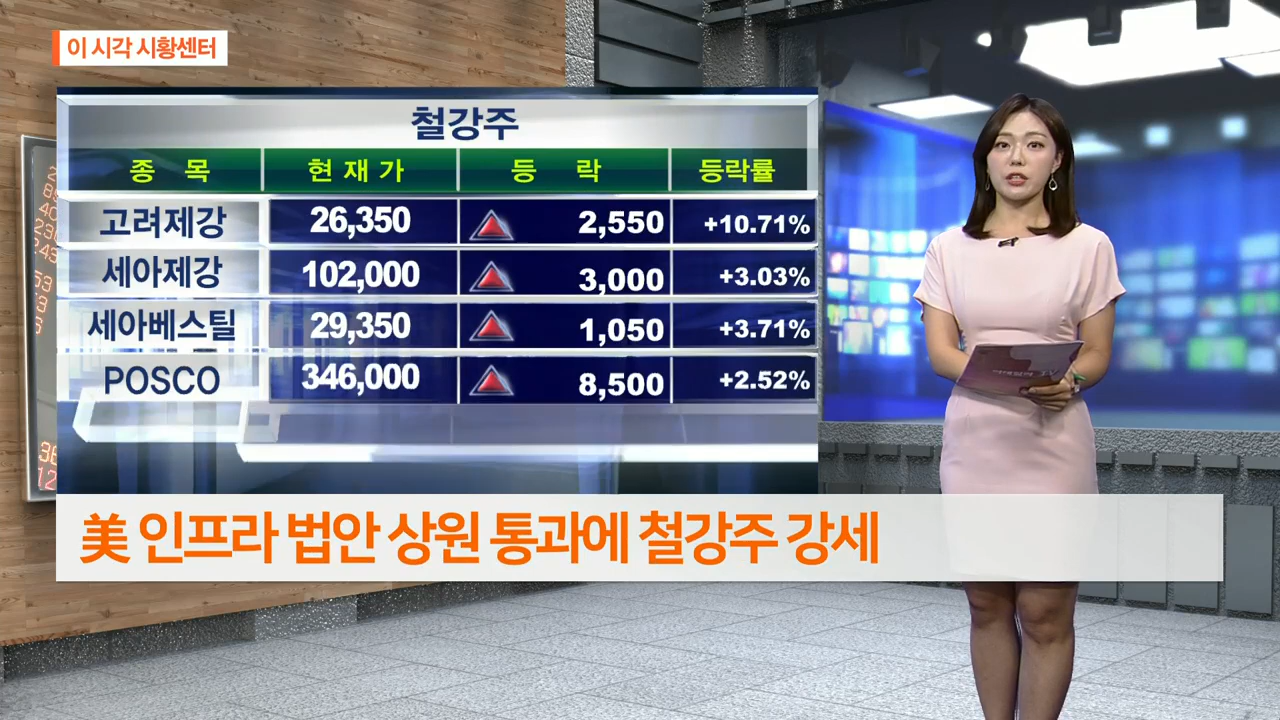 이 시각 시황센터
철강주
종 목 현재가 등 락 등락률
고려제강 26,350 ▲ 2,550 +10.71%
세아제강 102,000 ▲ 3,000 +3.03%
세아베스틸 29,350 ▲ 1,050 +3.71%
POSCO 346,000 ▲ 8,500 +2.52%
美 인프라 법안 상원 통과에 철강주 강세